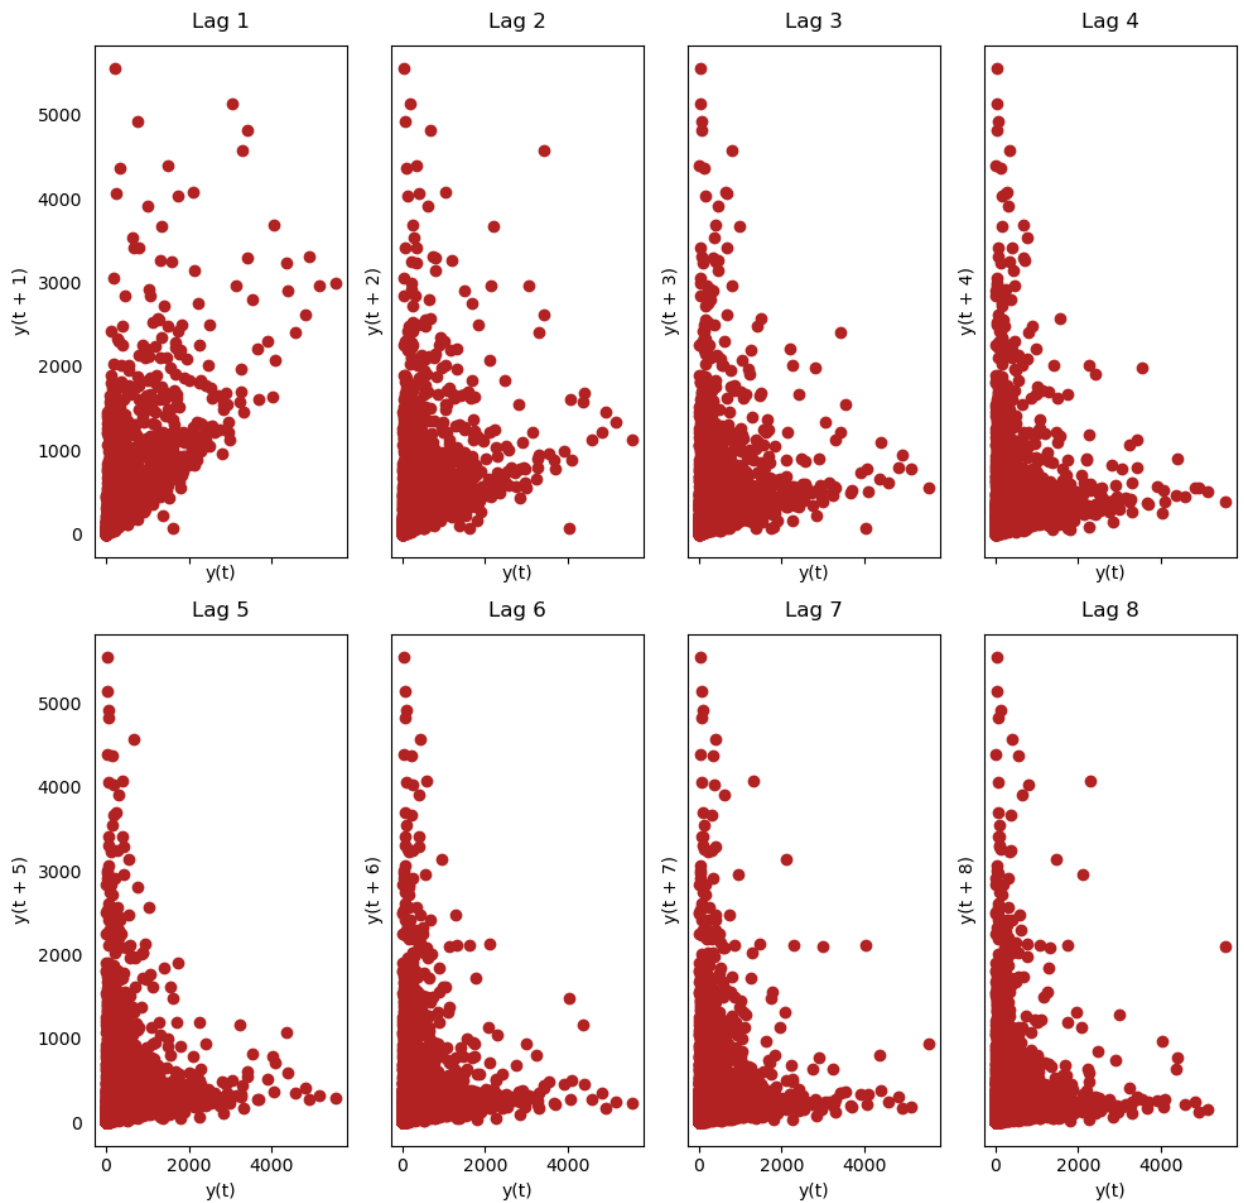 Lag 1
Lag 2
Lag 3
Lag 4
5000
4000
3000
2000
1000
0
y(t + 1)
y(t + 2)
y(t + 3)
y(t + 4)
y(t)
y(t)
y(t)
y(t)
Lag 5
Lag 6
Lag 7
Lag 8
5000
4000
3000
2000
1000
0
y(t + 5)
y(t + 6)
y(t + 7)
y(t + 8)
0 2000 4000
0 2000 4000
0 2000 4000
0 2000 4000
y(t)
y(t)
y(t)
y(t)